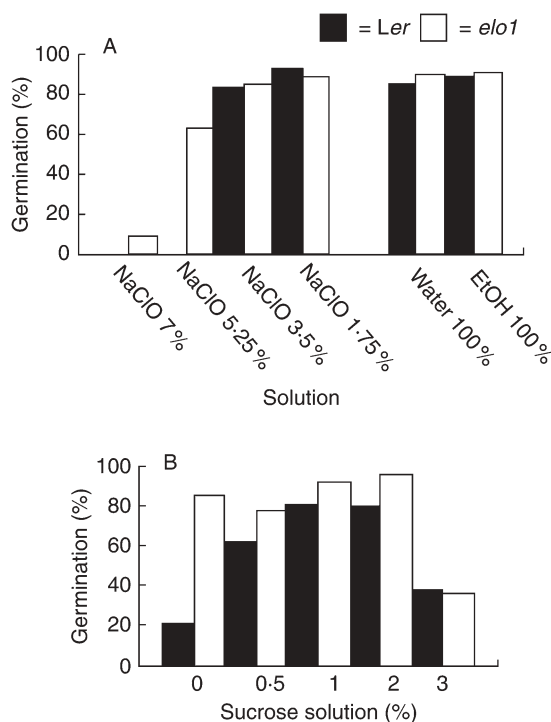 A
= Ler = elo1
Germination (%)
100
80
60
40
20
0
NaClO 7%
NaClO 5·25%
NaClO 3·5%
NaClO 1·75%
Water 100%
EtOH 100%
Solution
B
Germination (%)
100
80
60
40
20
0
0 0·5 1 2 3
Sucrose solution (%)